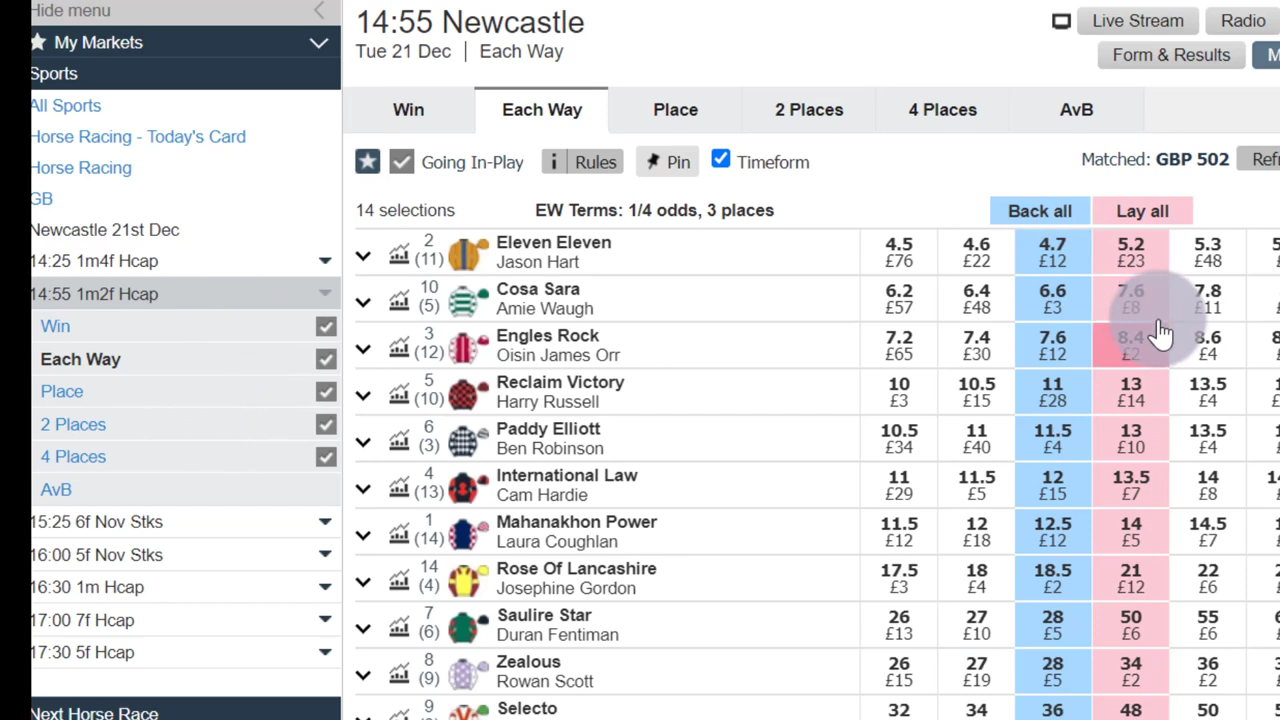 Hide menu
My Markets
Sports
All Sports
Horse Racing - Today's Card
Horse Racing
GB
Newcastle 21st Dec
14:25 1m4f Hcap
14:55 1m2f Hcap
Win
Each Way
Place
2 Places
4 Places
AvB
15:25 6f Nov Stks
16:00 5f Nov Stks
16:30 1m Hcap
17:00 7f Hcap
17:30 5f Hcap
Next Horse Race
14:55 Newcastle
Tue 21 Dec | Each Way
Live Stream Radio
Form & Results M
Win Each Way Place 2 Places 4 Places AvB
Going In-Play i Rules Pin Timeform Matched: GBP 502 Refr
14 selections EW Terms: 1/4 odds, 3 places Back all Lay all
2 Eleven Eleven 4.5 4.6 4.7 5.2 5.3
(11) Jason Hart £76 £22 £12 £23 £48
10 Cosa Sara 6.2 6.4 6.6 7.6 7.8
(5) Amie Waugh £57 £48 £3 £8 £11
3 Engles Rock 7.2 7.4 7.6 8.4 8.6
(12) Oisin James Orr £65 £30 £12 £2 £4
5 Reclaim Victory 10 10.5 11 13 13.5
(10) Harry Russell £3 £15 £28 £14 £4
6 Paddy Elliott 10.5 11 11.5 13 13.5
(3) Ben Robinson £34 £40 £4 £10 £4
4 International Law 11 11.5 12 13.5 14
(13) Cam Hardie £29 £5 £15 £7 £8
1 Mahanakhon Power 11.5 12 12.5 14 14.5
(14) Laura Coughlan £12 £18 £12 £5 £7
14 Rose Of Lancashire 17.5 18 18.5 21 22
(4) Josephine Gordon £3 £4 £2 £12 £6
7 Saulire Star 26 27 28 50 55
(6) Duran Fentiman £13 £10 £5 £6 £6
8 Zealous 26 27 28 34 36
(9) Rowan Scott £15 £19 £5 £2 £2
9 Selecto 32 34 36 48 50